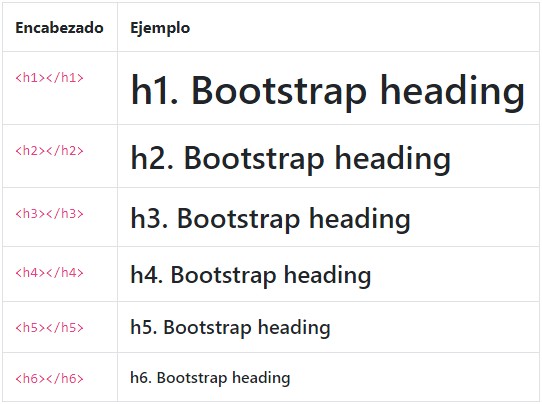 Encabezado Ejemplo
<h1></h1> h1. Bootstrap heading
<h2></h2> h2. Bootstrap heading
<h3></h3> h3. Bootstrap heading
<h4></h4> h4. Bootstrap heading
<h5></h5> h5. Bootstrap heading
<h6></h6> h6. Bootstrap heading